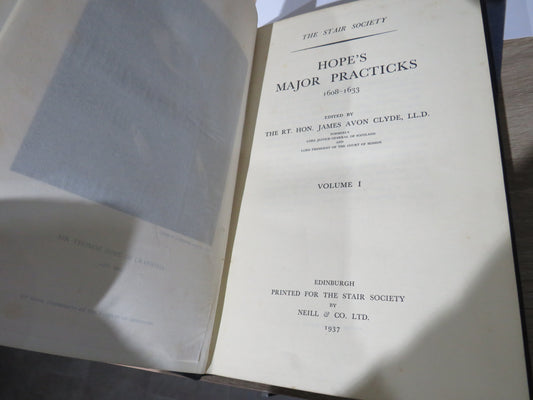 THE STAIR SOCIETY
HOPE'S
MAJOR PRACTICKS
1608–1633
EDITED BY
THE RT. HON. JAMES AVON CLYDE, LL.D.
FORMERLY
LORD JUSTICE-GENERAL OF SCOTLAND
AND
LORD PRESIDENT OF THE COURT OF SESSION
VOLUME I
EDINBURGH
PRINTED FOR THE STAIR SOCIETY
BY
NEILL & CO. LTD.
1937